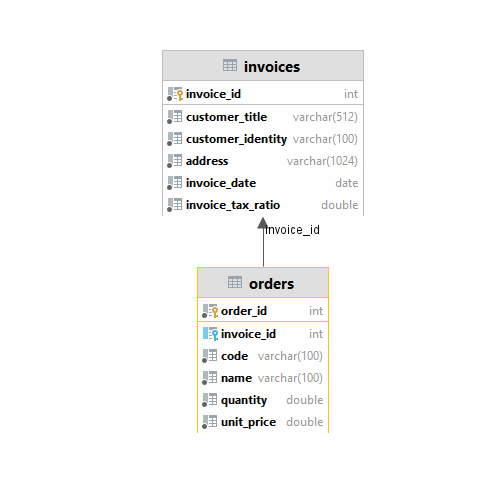 invoices
invoice_id int
customer_title varchar(512)
customer_identity varchar(100)
address varchar(1024)
invoice_date date
invoice_tax_ratio double
invoice_id
orders
order_id int
invoice_id int
code varchar(100)
name varchar(100)
quantity double
unit_price double